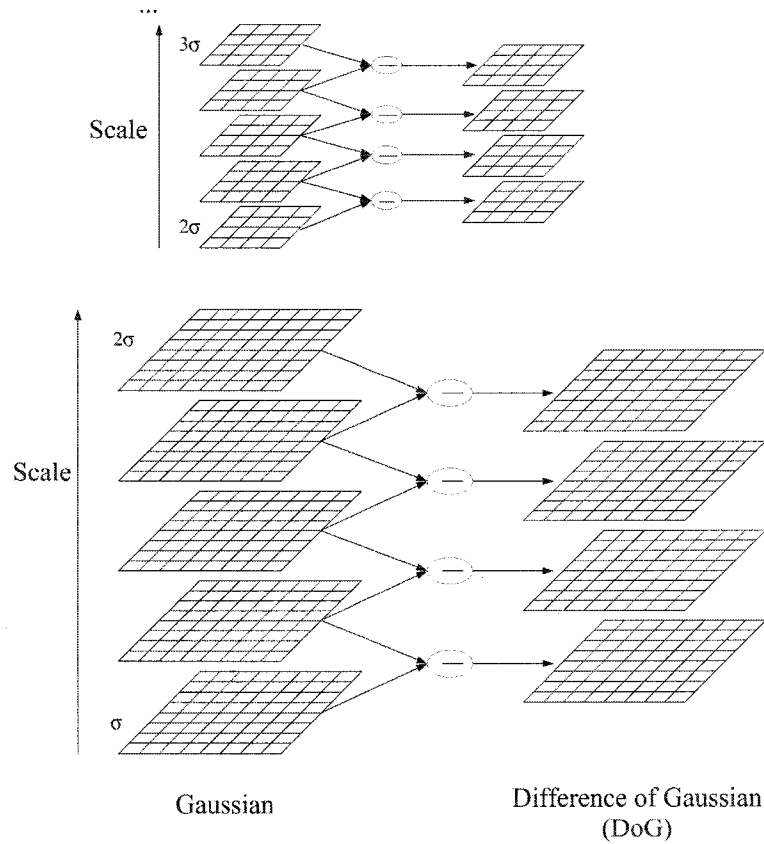 ...
3σ
Scale
2σ
2σ
Scale
σ
Gaussian
Difference of Gaussian
(DoG)